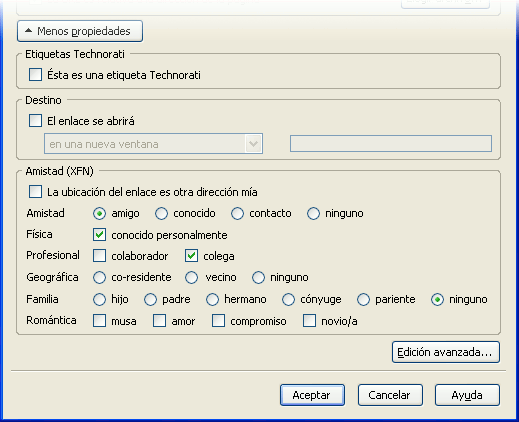 Menos propiedades
Etiquetas Technorati
Ésta es una etiqueta Technorati
Destino
El enlace se abrirá
en una nueva ventana
Amistad (XFN)
La ubicación del enlace es otra dirección mía
Amistad amigo conocido contacto ninguno
Física conocido personalmente
Profesional colaborador colega
Geográfica co-residente vecino ninguno
Familia hijo padre hermano cónyuge pariente ninguno
Romántica musa amor compromiso novio/a
Edición avanzada...
Aceptar Cancelar Ayuda